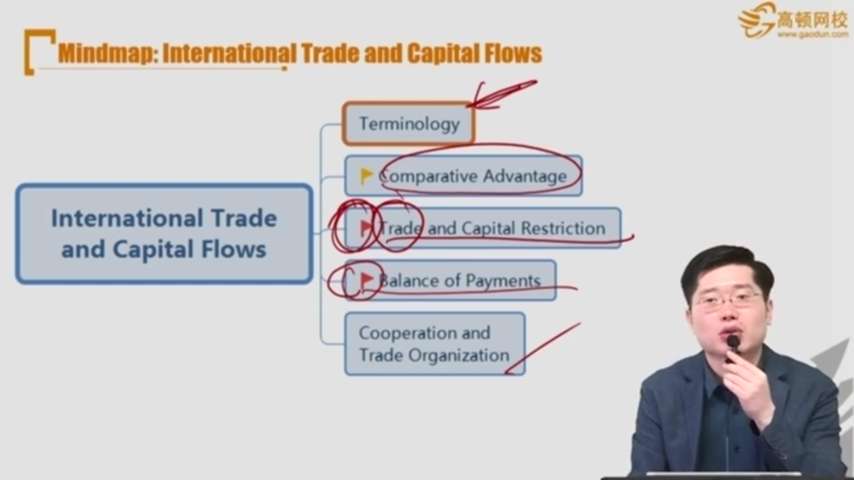 高顿网校
www.gaodun.com
Mindmap: International Trade and Capital Flows
Terminology
Comparative Advantage
International Trade
and Capital Flows
Trade and Capital Restriction
Balance of Payments
Cooperation and
Trade Organization